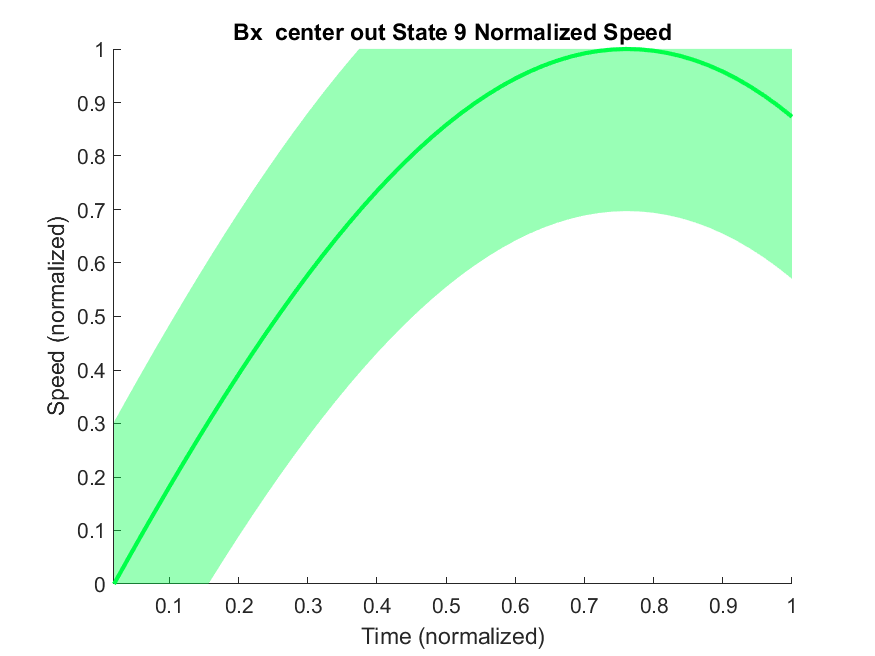 Bx  center out State 9 Normalized Speed
1
0.9
0.8
0.7
0.6
0.5
0.4
0.3
0.2
0.1
0
Speed (normalized)
0.1 0.2 0.3 0.4 0.5 0.6 0.7 0.8 0.9 1
Time (normalized)